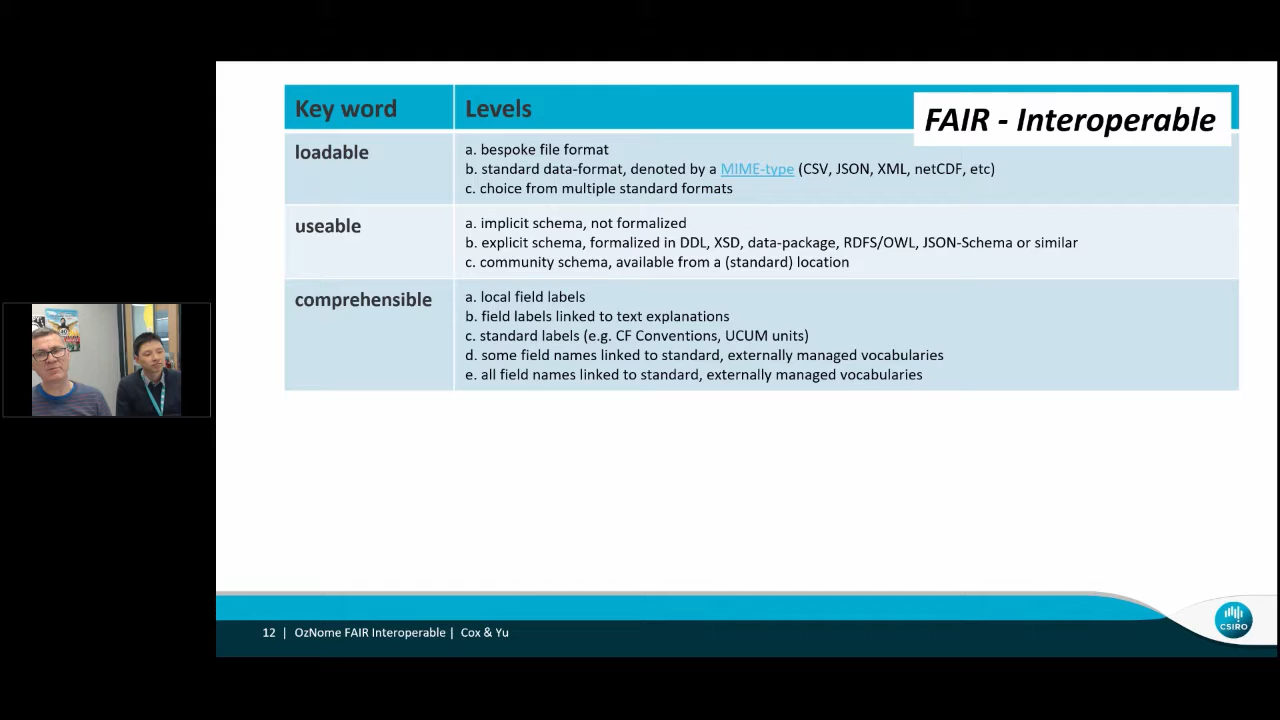 Key word
Levels
FAIR - Interoperable
loadable
a. bespoke file format
b. standard data-format, denoted by a MIME-type (CSV, JSON, XML, netCDF, etc)
c. choice from multiple standard formats
useable
a. implicit schema, not formalized
b. explicit schema, formalized in DDL, XSD, data-package, RDFS/OWL, JSON-Schema or similar
c. community schema, available from a (standard) location
comprehensible
a. local field labels
b. field labels linked to text explanations
c. standard labels (e.g. CF Conventions, UCUM units)
d. some field names linked to standard, externally managed vocabularies
e. all field names linked to standard, externally managed vocabularies
12 | OzNome FAIR Interoperable | Cox & Yu
CSIRO